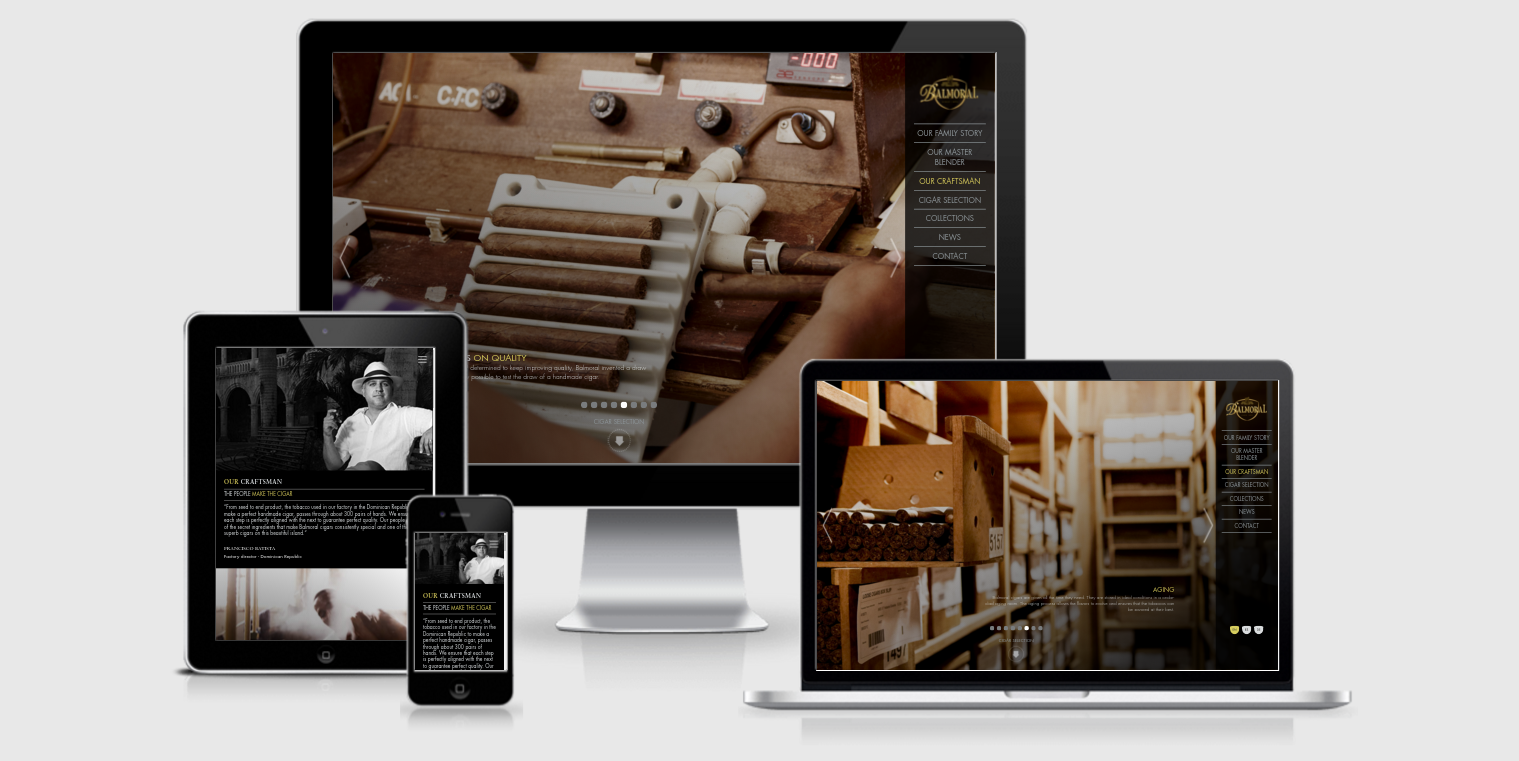 -000
ACA C-T-C
BALMORAL
OUR FAMILY STORY
OUR MASTER
BLENDER
OUR CRAFTSMAN
CIGAR SELECTION
COLLECTIONS
NEWS
CONTACT
S ON QUALITY
determined to keep improving quality, Balmoral invented a draw
possible to test the draw of a handmade cigar.
CIGAR SELECTION
OUR CRAFTSMAN
THE PEOPLE MAKE THE CIGAR
"From seed to end product, the tobacco used in our factory in the Dominican Republic
make a perfect handmade cigar, passes through about 300 pairs of hands. We ensure
each step is perfectly aligned with the next to guarantee perfect quality. Our people
of the secret ingredients that make Balmoral cigars consistently special and one of the
superb cigars on this beautiful island."
FRANCISCO BATISTA
Factory director - Dominican Republic
OUR CRAFTSMAN
THE PEOPLE MAKE THE CIGAR
"From seed to end product, the
tobacco used in our factory in the
Dominican Republic to make a
perfect handmade cigar, passes
through about 300 pairs of
hands. We ensure that each step
is perfectly aligned with the next
to guarantee perfect quality. Our
BALMORAL
OUR FAMILY STORY
OUR MASTER
BLENDER
OUR CRAFTSMAN
CIGAR SELECTION
COLLECTIONS
NEWS
CONTACT
5157
1497
AGING
CIGAR SELECTION